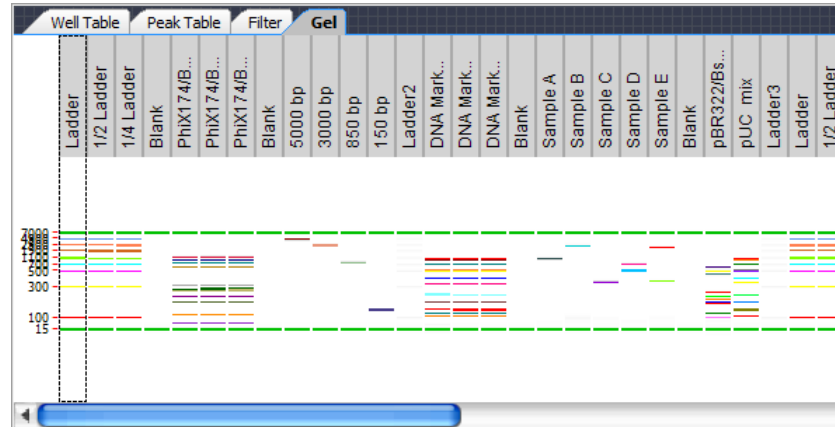 Well Table
Peak Table
Filter
Gel
Ladder
1/2 Ladder
1/4 Ladder
Blank
PhiX174/B...
PhiX174/B...
PhiX174/B...
Blank
5000 bp
3000 bp
850 bp
150 bp
Ladder2
DNA Mark...
DNA Mark...
DNA Mark...
Blank
Sample A
Sample B
Sample C
Sample D
Sample E
Blank
pBR322/Bs...
pUC mix
Ladder3
Ladder
1/2 Ladder
7000
500
300
100
15